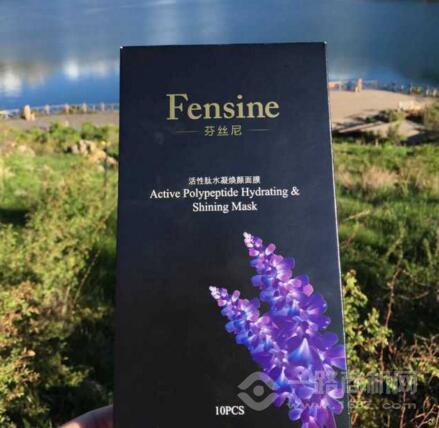 Fensine
芬丝尼
活性肽水凝焕颜面膜
Active Polypeptide Hydrating &
Shining Mask
10PCS